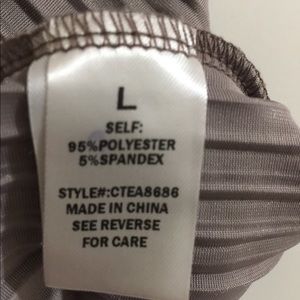 L
SELF:
95%POLYESTER
5%SPANDEX
STYLE#:CTEA8686
MADE IN CHINA
SEE REVERSE
FOR CARE